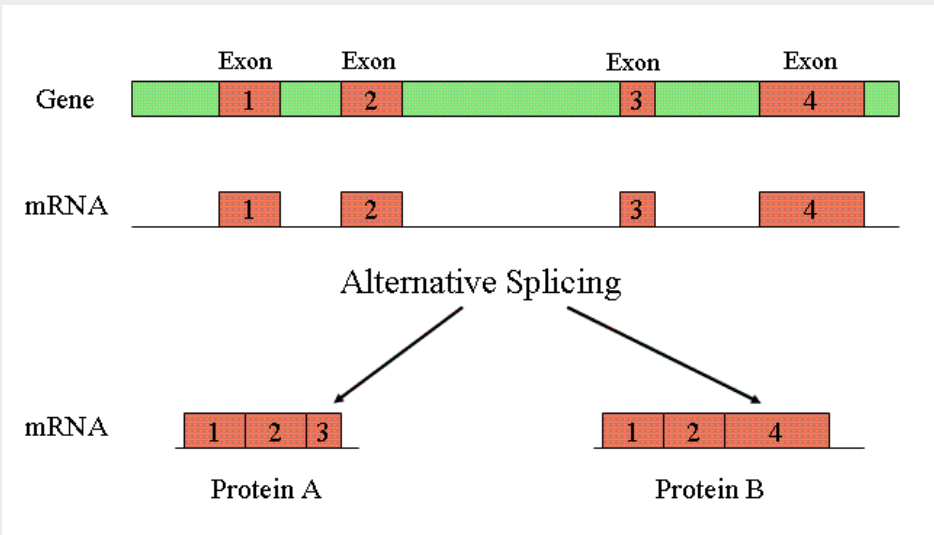 Exon Exon Exon Exon
Gene 1 2 3 4
mRNA 1 2 3 4
Alternative Splicing
mRNA 1 2 3 1 2 4
Protein A Protein B